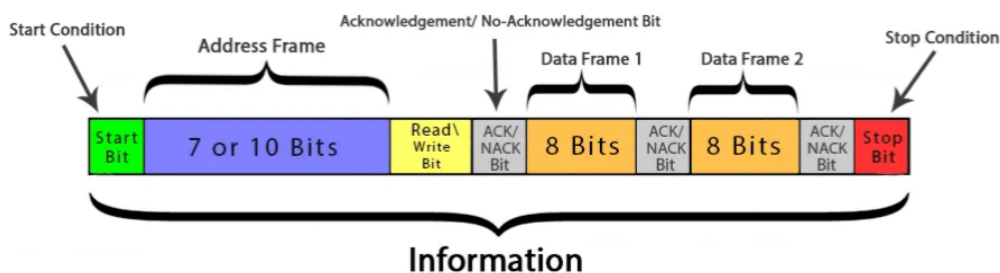 Start Condition
Address Frame
Acknowledgement/ No-Acknowledgement Bit
Data Frame 1
Data Frame 2
Stop Condition
Start
Bit
7 or 10 Bits
Read\
Write
Bit
ACK/
NACK
Bit
8 Bits
ACK/
NACK
Bit
8 Bits
ACK/
NACK
Bit
Stop
Bit
Information